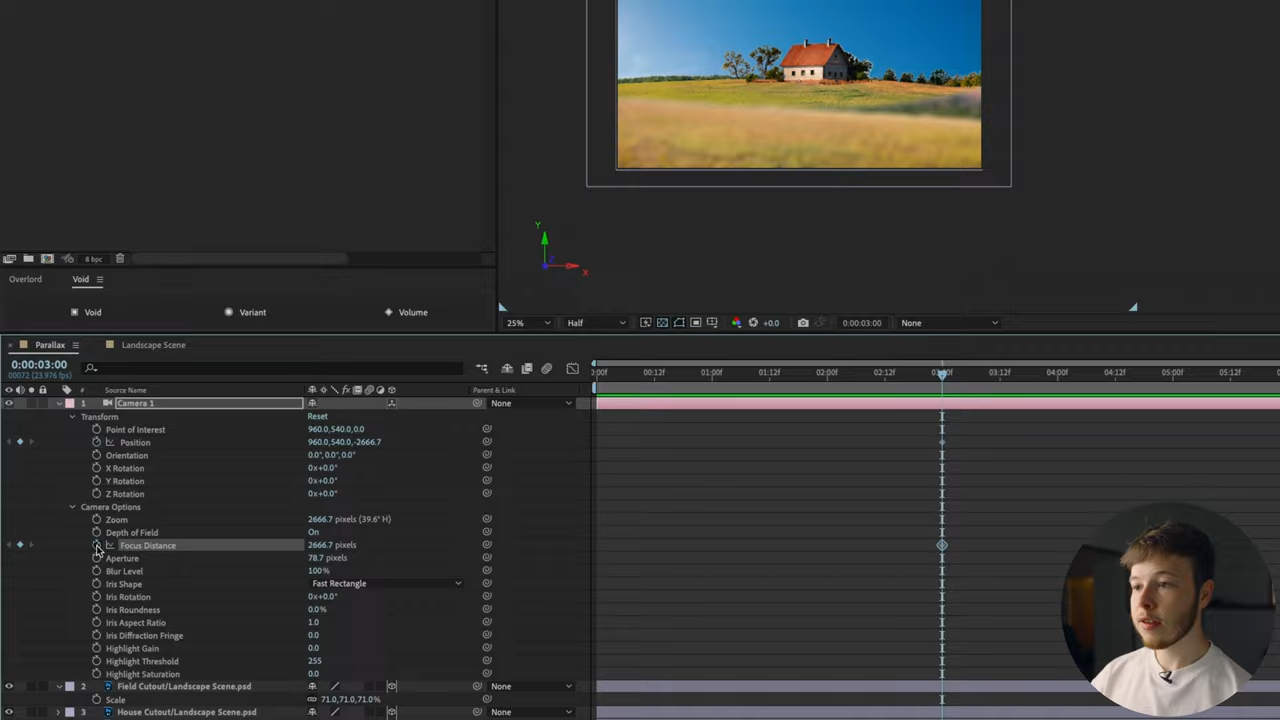 Y
Z
X
8 bpc
Overlord
Void
Void
Variant
Volume
25%
Half
+0.0
0:00:03:00
None
Parallax
Landscape Scene
0:00:03:00
00072 (23.976 fps)
#
Source Name
fx
Parent & Link
:00f
00:12f
01:00f
01:12f
02:00f
02:12f
03:12f
04:00f
04:12f
05:00f
05:12f
1
Camera 1
None
Transform
Reset
Point of Interest
960.0,540.0,0.0
Position
960.0,540.0,-2666.7
Orientation
0.0°,0.0°,0.0°
X Rotation
0x+0.0°
Y Rotation
0x+0.0°
Z Rotation
0x+0.0°
Camera Options
Zoom
2666.7 pixels (39.6° H)
Depth of Field
On
Focus Distance
2666.7 pixels
Aperture
78.7 pixels
Blur Level
100%
Iris Shape
Fast Rectangle
Iris Rotation
0x+0.0°
Iris Roundness
0.0%
Iris Aspect Ratio
1.0
Iris Diffraction Fringe
0.0
Highlight Gain
0.0
Highlight Threshold
255
Highlight Saturation
0.0
2
Field Cutout/Landscape Scene.psd
None
Scale
71.0,71.0,71.0%
3
House Cutout/Landscape Scene.psd
None